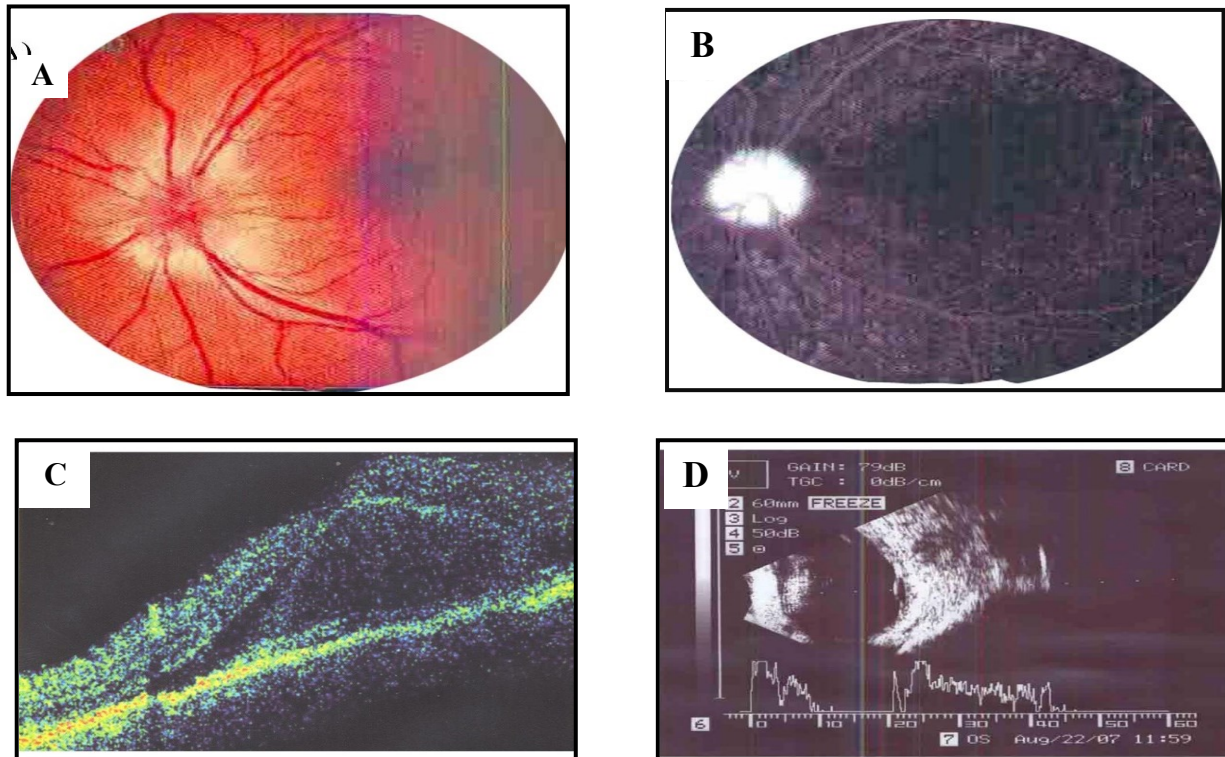 A
B
C
D
V
GAIN: 79dB
TGC : 0dB/cm
8 CARD
2 60mm FREEZE
3 Log
4 50dB
5
6
0 10 20 30 40 50 60
7 OS Aug/22/07 11:59